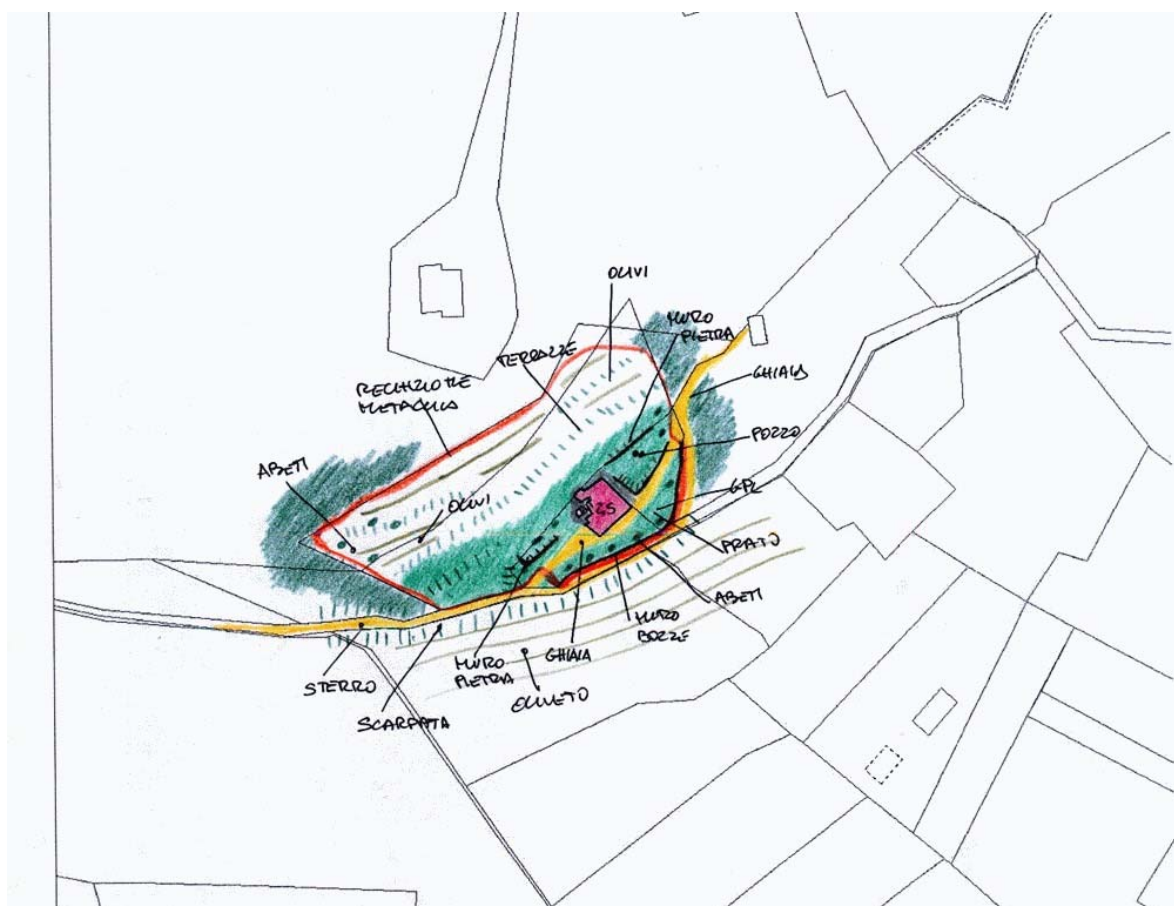 OLIVI
MURO
PIETRA
TERRAZZE
GHIAIA
RECINZIONE
METALLICA
POZZO
ABETI
OLIVI
GPL
25
PRATO
ABETI
MURO
BOZZE
MURO
PIETRA
GHIAIA
STERRO
OLIVETO
SCARPATA